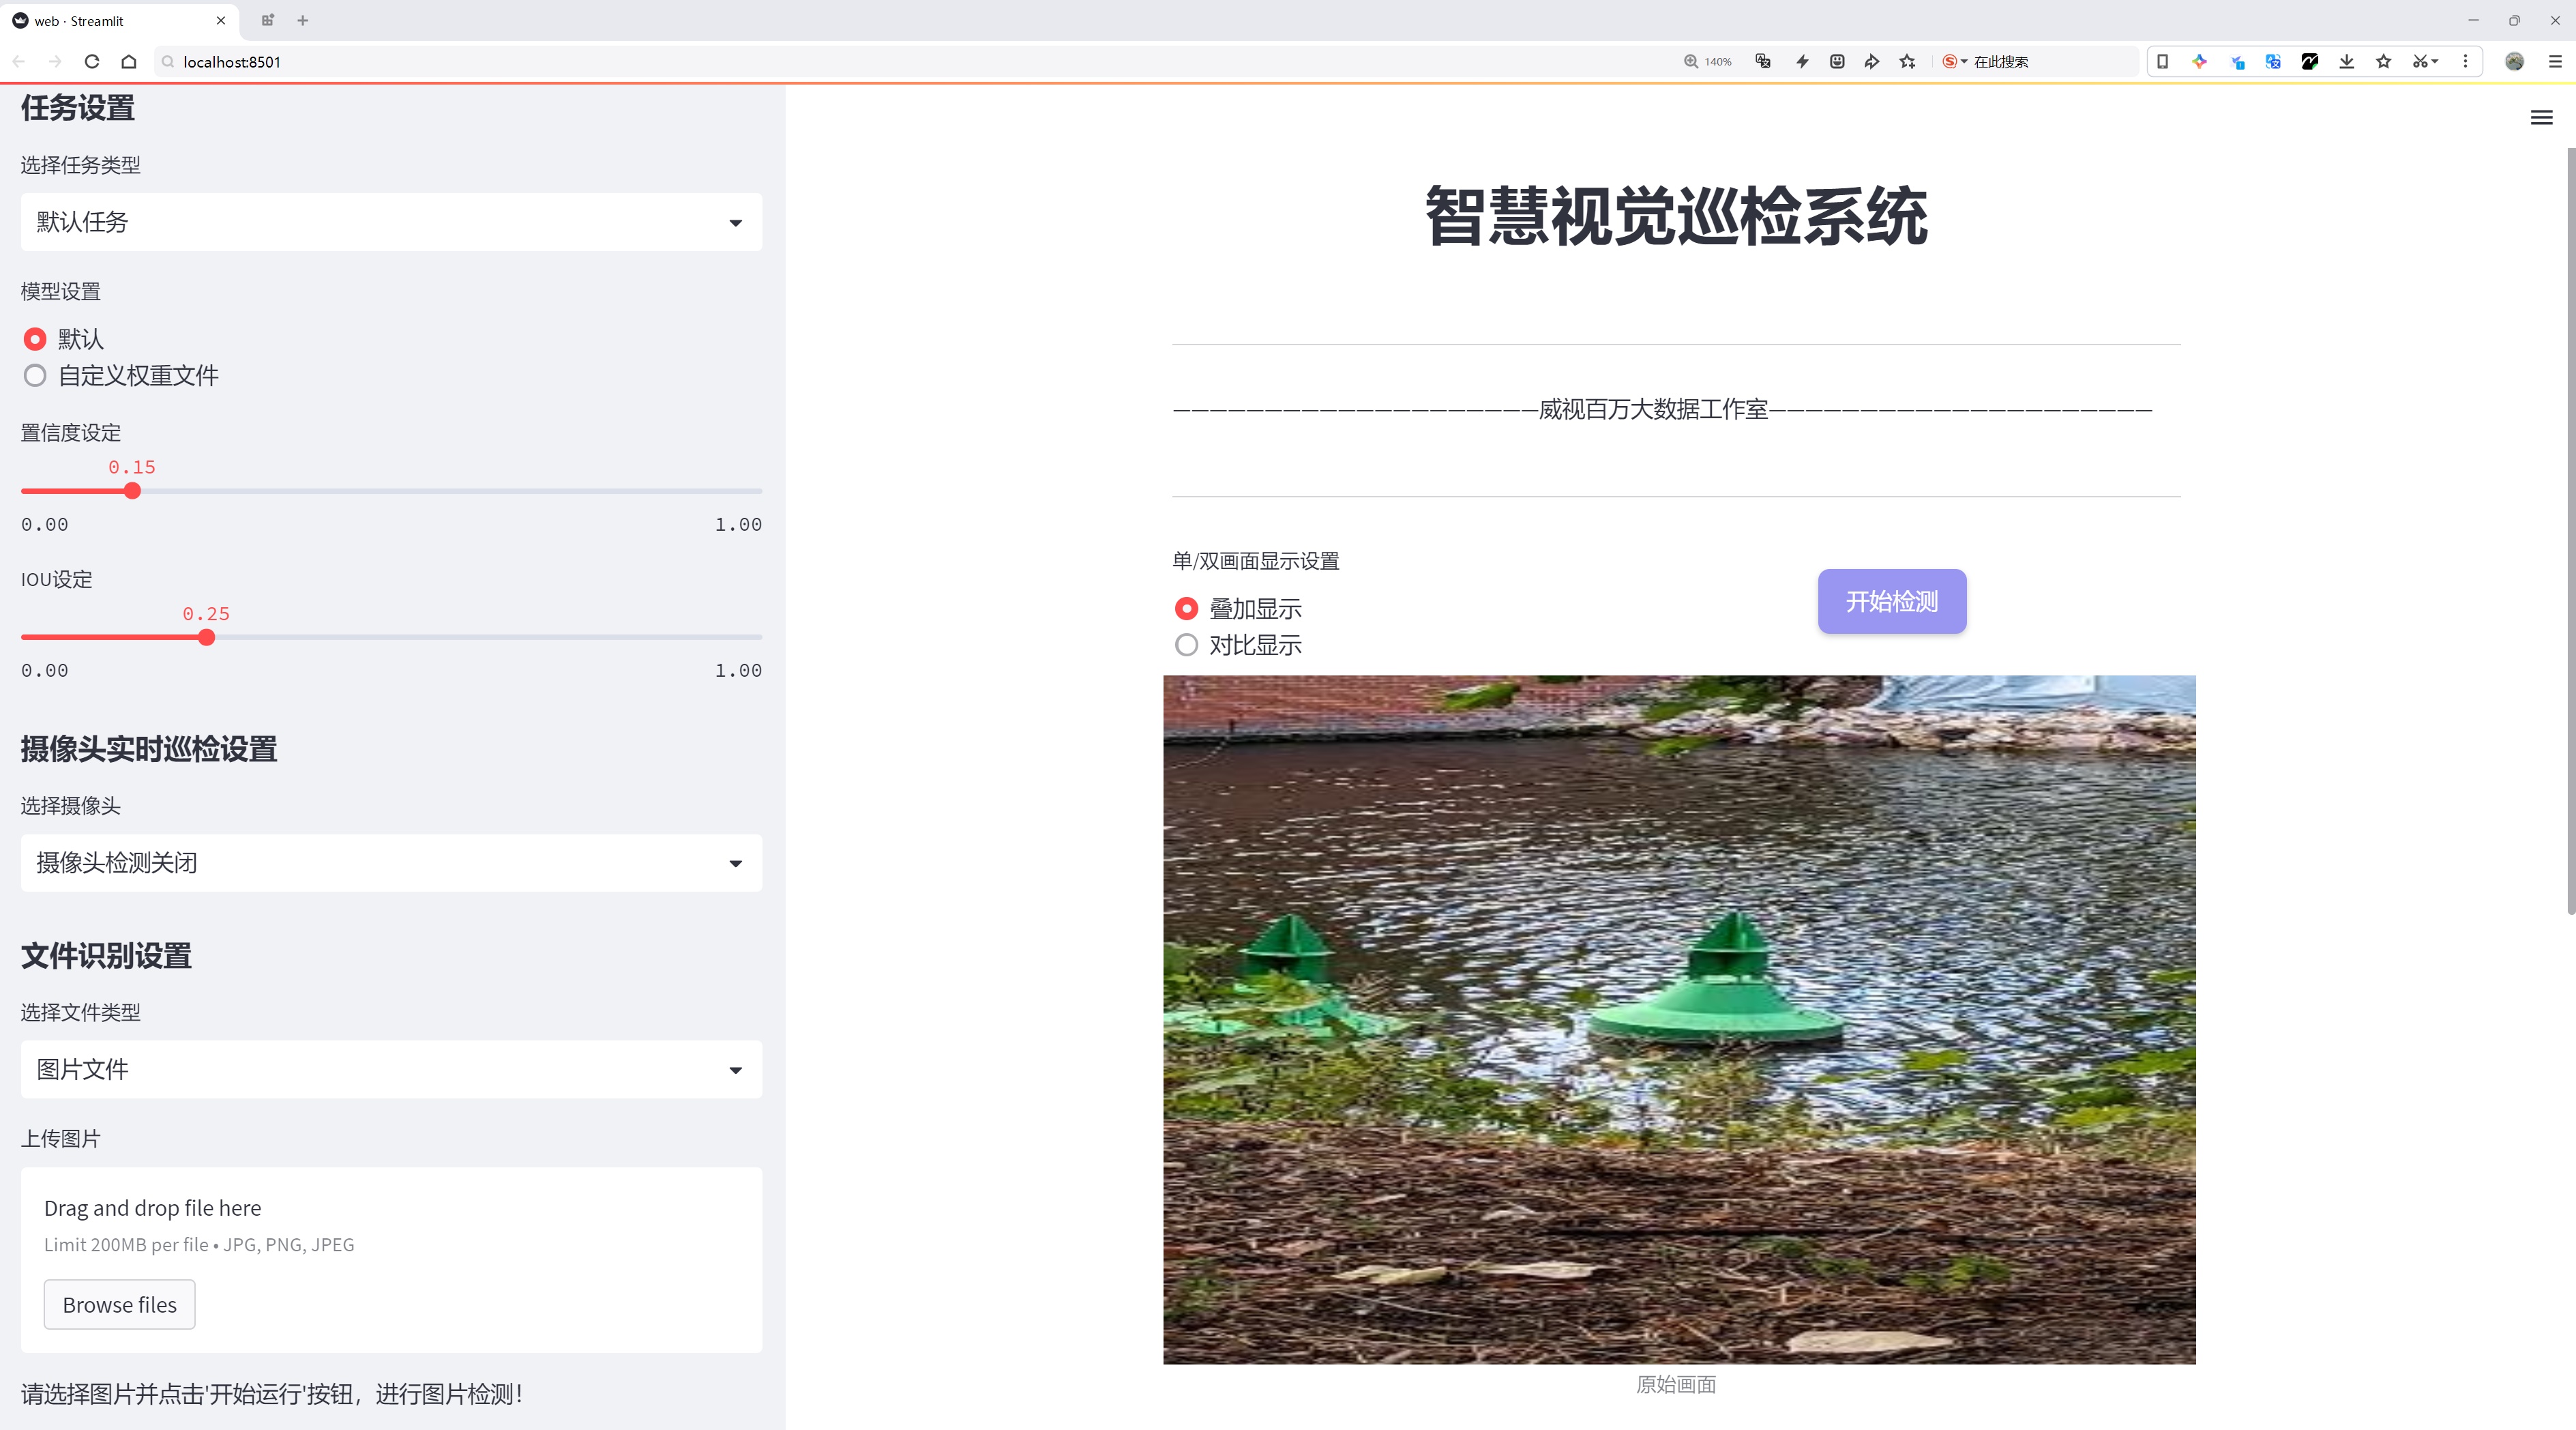 web · Streamlit
localhost:8501
140%
在此搜索
任务设置
选择任务类型
默认任务
模型设置
默认
自定义权重文件
置信度设定
0.15
0.00
1.00
IOU设定
0.25
0.00
1.00
摄像头实时巡检设置
选择摄像头
摄像头检测关闭
文件识别设置
选择文件类型
图片文件
上传图片
Drag and drop file here
Limit 200MB per file • JPG, PNG, JPEG
Browse files
请选择图片并点击'开始运行'按钮，进行图片检测！
智慧视觉巡检系统
————————————————————威视百万大数据工作室—————————————————————
单/双画面显示设置
叠加显示
对比显示
开始检测
原始画面